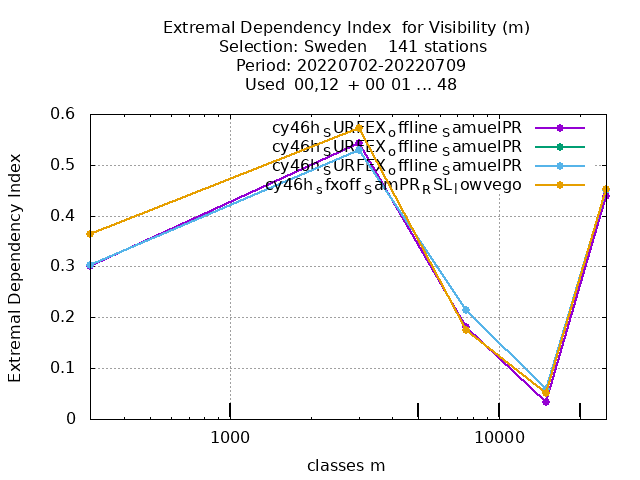 Extremal Dependency Index for Visibility (m)
Selection: Sweden 141 stations
Period: 20220702-20220709
Used 00,12 + 00 01 ... 48
0.6
0.5
0.4
0.3
0.2
0.1
0
Extremal Dependency Index
cy46h_SURFEX_offline_SamuelPR
cy46h_SURFEX_offline_SamuelPR
cy46h_SURFEX_offline_SamuelPR
cy46h_sfxoff_SamPR_RSL_lowvego
1000 10000
classes m